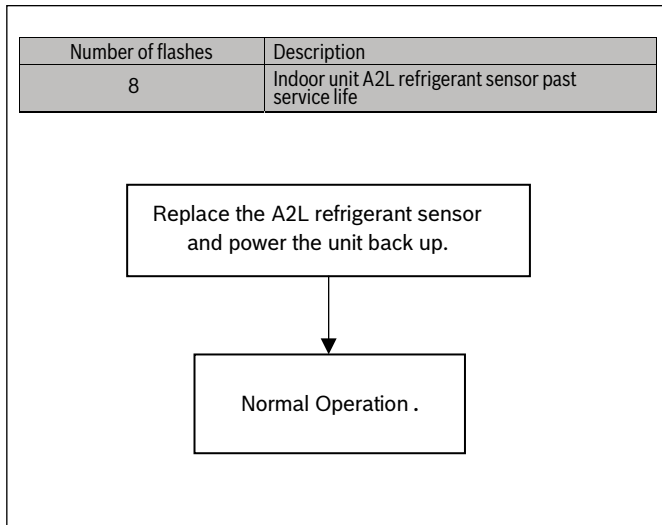 Number of flashes Description
8 Indoor unit A2L refrigerant sensor past
service life
Replace the A2L refrigerant sensor
and power the unit back up.
Normal Operation .